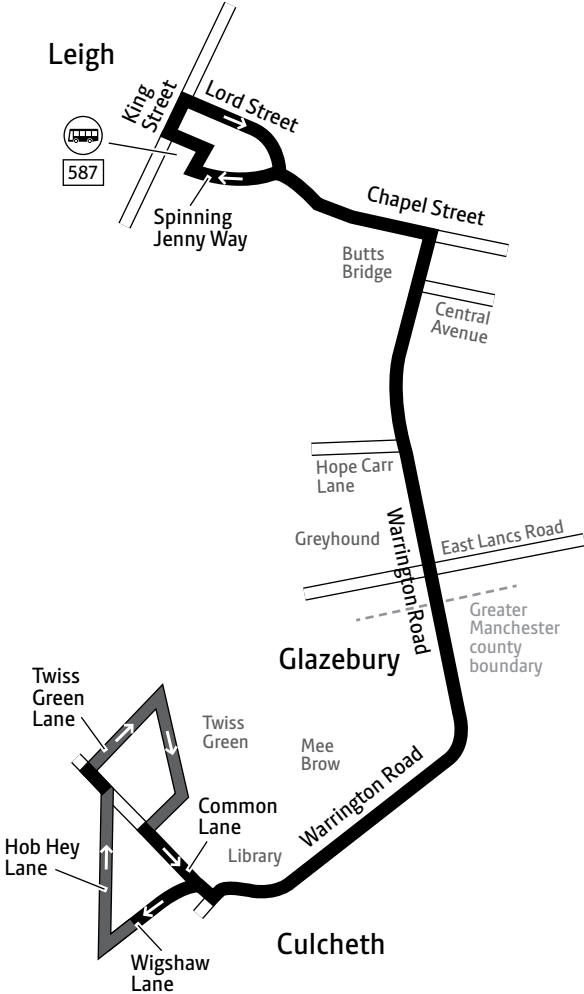 Leigh
King
Street
Lord Street
587
Spinning
Jenny Way
Chapel Street
Butts
Bridge
Central
Avenue
Hope Carr
Lane
Greyhound
Warrington Road
East Lancs Road
Greater
Manchester
county
boundary
Glazebury
Twiss
Green
Lane
Twiss
Green
Mee
Brow
Warrington Road
Common
Lane
Hob Hey
Lane
Library
Culcheth
Wigshaw
Lane